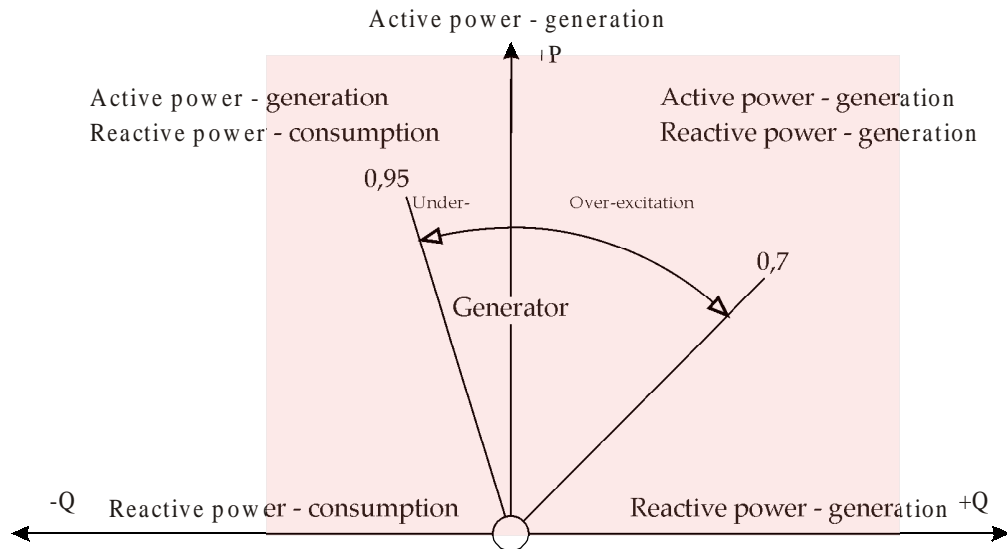 Active power - generation
+P
Active power - generation
Reactive power - consumption
Active power - generation
Reactive power - generation
0,95
Under-
Over-excitation
0,7
Generator
-Q
Reactive power - consumption
Reactive power - generation
+Q